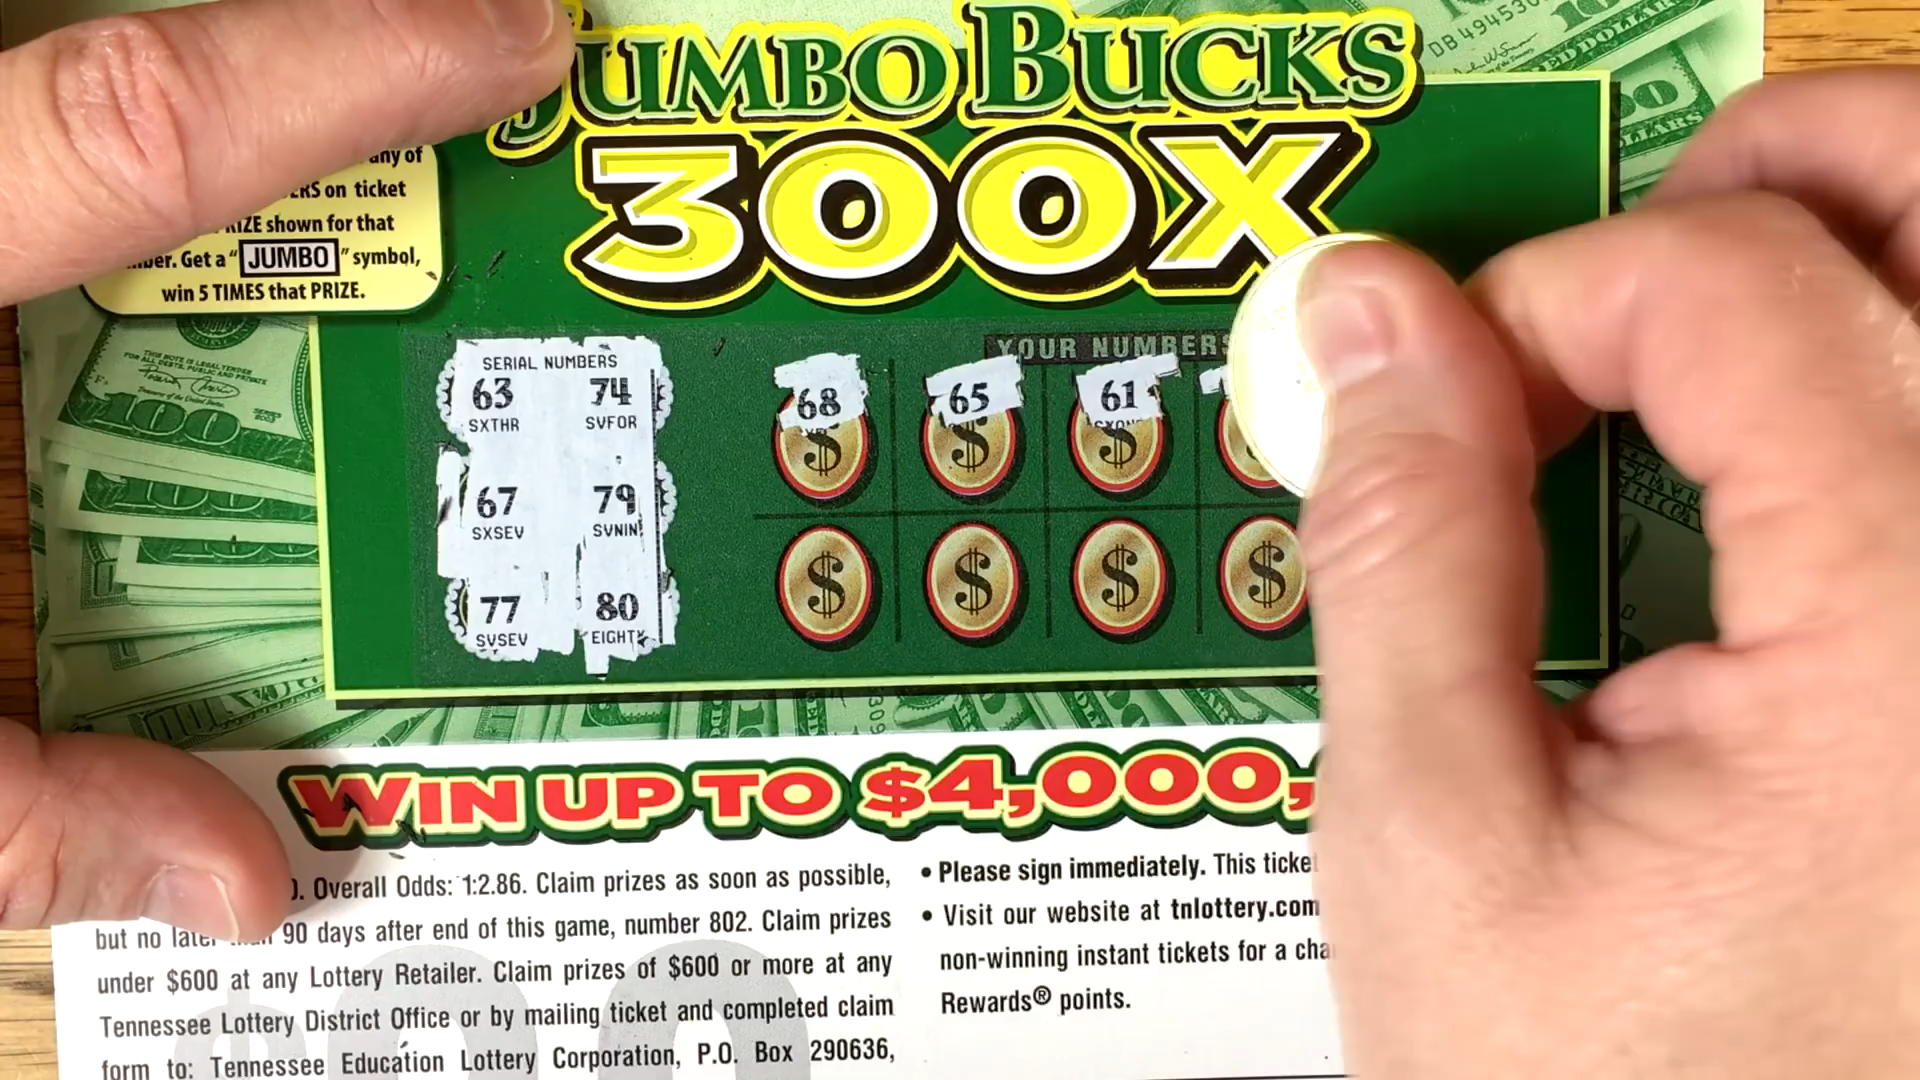 JUMBO BUCKS
300X
any of
on ticket
shown for that
Get a "JUMBO" symbol,
win 5 TIMES that PRIZE.
SERIAL NUMBERS
63 74
SXTHR SVFOR
67 79
SXSEV SVNIN
77 80
SVSEV EIGHTY
YOUR NUMBERS
68 65 61
$ $ $
$ $ $ $
WIN UP TO $4,000,
). Overall Odds: 1:2.86. Claim prizes as soon as possible,
but no later than 90 days after end of this game, number 802. Claim prizes
under $600 at any Lottery Retailer. Claim prizes of $600 or more at any
Tennessee Lottery District Office or by mailing ticket and completed claim
form to: Tennessee Education Lottery Corporation, P.O. Box 290636,
• Please sign immediately. This ticket
• Visit our website at tnlottery.com
non-winning instant tickets for a cha
Rewards® points.
100
DB494530